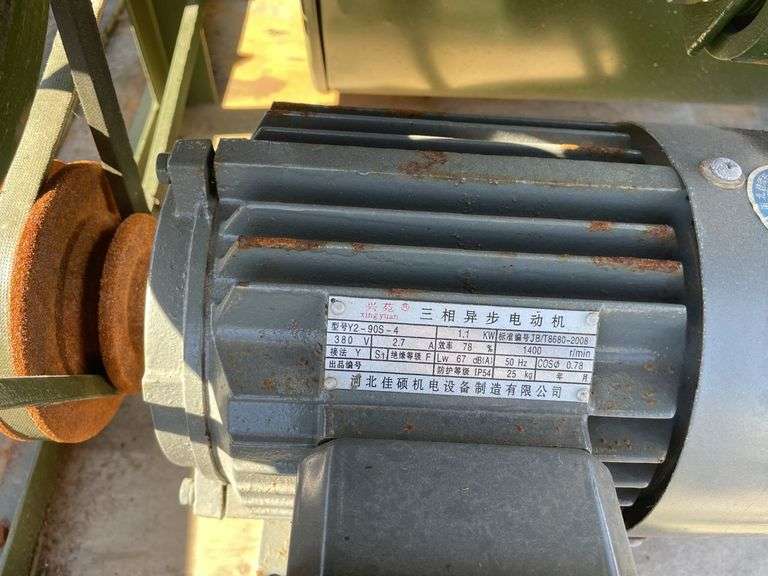 兴苑® 三相异步电动机
xingyuan
型号Y2-90S-4 1.1 KW 标准编号JB/T8680-2008
380 V 2.7 A 效率 78 % 1400 r/min
接法 Y S1 绝缘等级 F Lw 67 dB(A) 50 Hz COSΦ 0.78
出品编号 防护等级 IP54 25 kg 年 月
河北佳硕机电设备制造有限公司